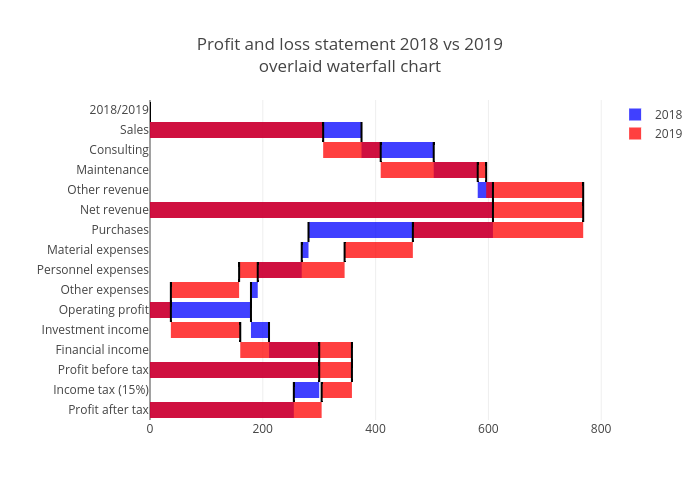 Profit and loss statement 2018 vs 2019
overlaid waterfall chart
2018/2019
Sales
Consulting
Maintenance
Other revenue
Net revenue
Purchases
Material expenses
Personnel expenses
Other expenses
Operating profit
Investment income
Financial income
Profit before tax
Income tax (15%)
Profit after tax
0 200 400 600 800
2018
2019